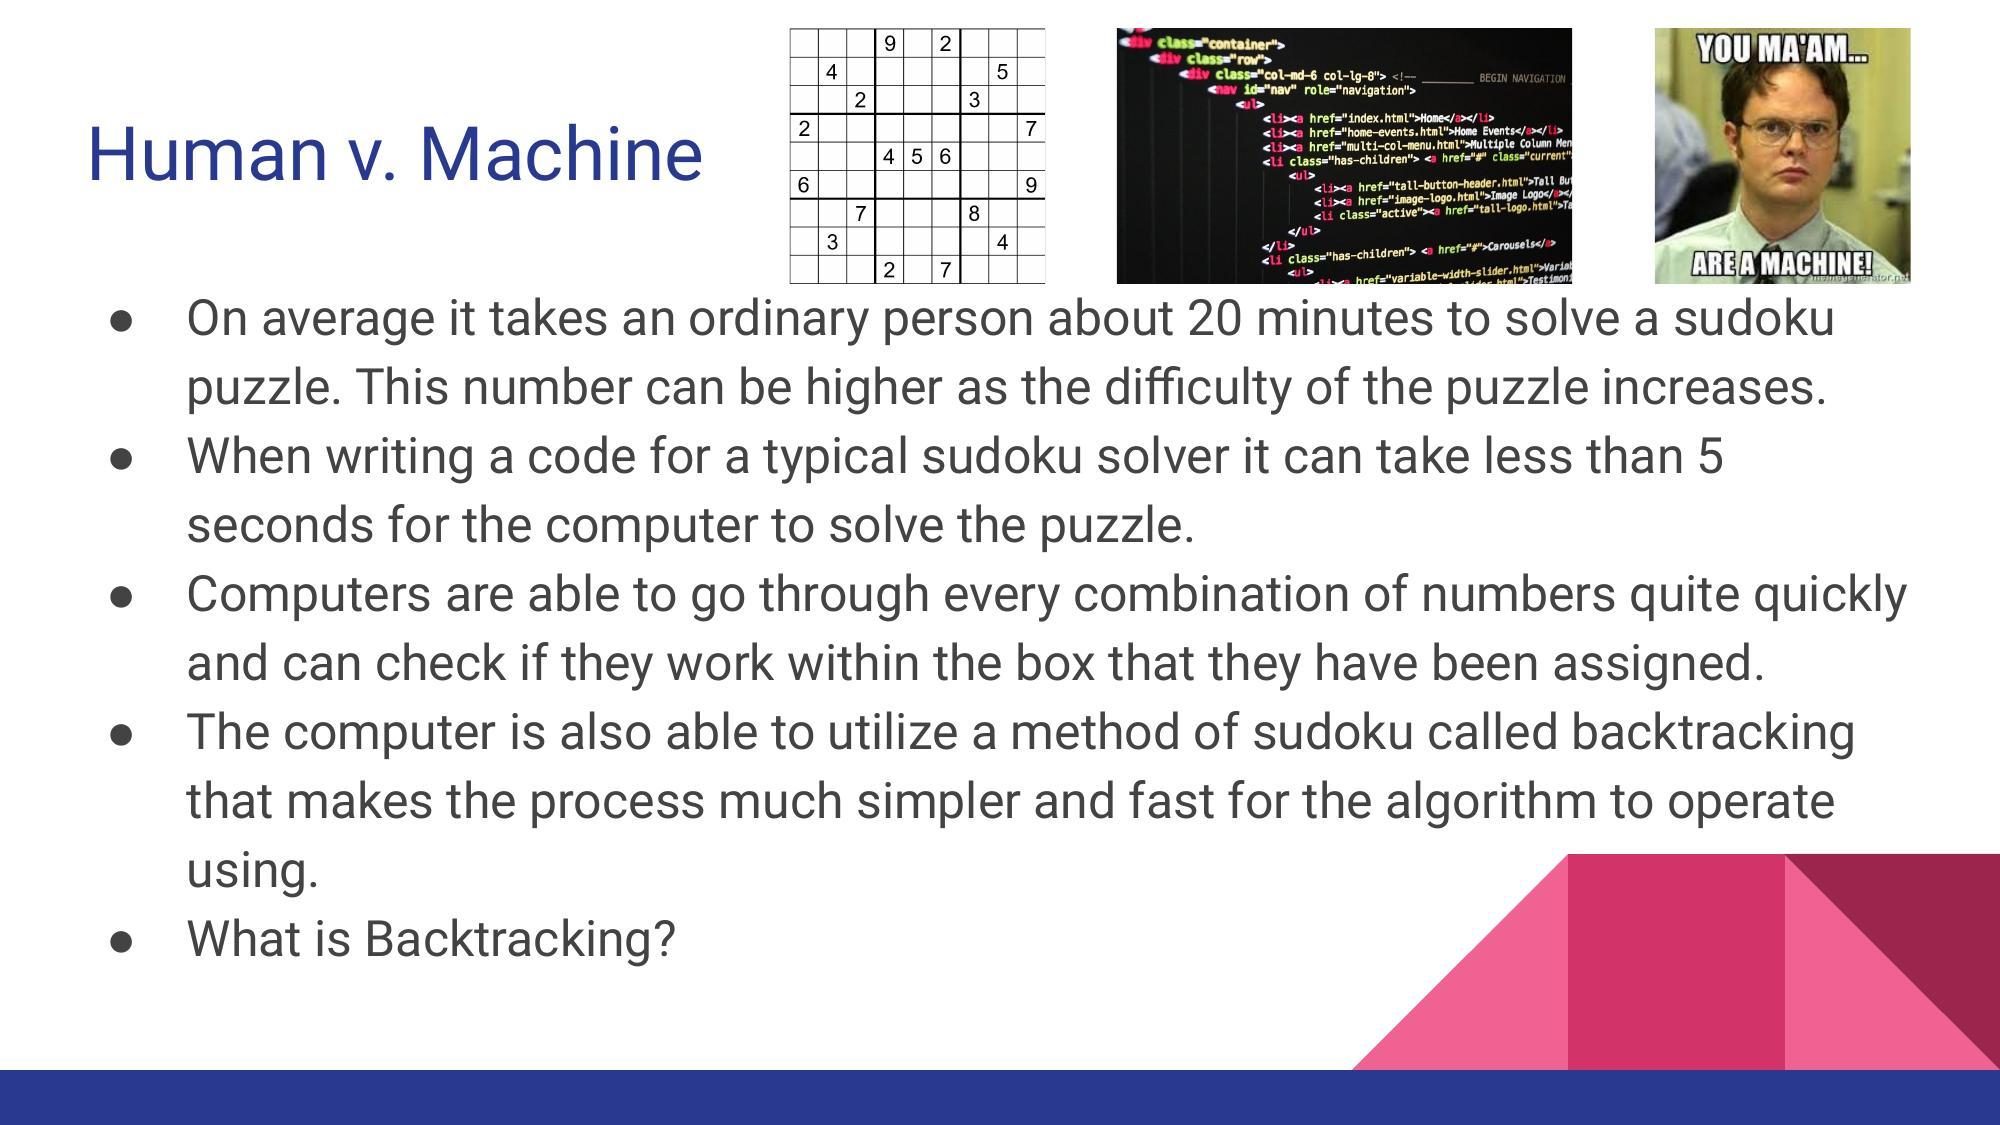 Human v. Machine
9 2
4 5
2 3
2 7
4 5 6
6 9
7 8
3 4
2 7
<div class="container">
<div class="row">
<div class="col-md-6 col-lg-8"> <!-- BEGIN NAVIGATION
<nav id="nav" role="navigation">
<ul>
<li><a href="index.html">Home</a></li>
<li><a href="home-events.html">Home Events</a></li>
<li><a href="multi-col-menu.html">Multiple Column Men
<li class="has-children"> <a href="#" class="current"
<ul>
<li><a href="tall-button-header.html">Tall But
<li><a href="image-logo.html">Image Logo</a></
<li class="active"><a href="tall-logo.html">Ta
</ul>
</li>
<li class="has-children"> <a href="#">Carousels</a>
<ul>
<li><a href="variable-width-slider.html">Variab
slider.html">Testimoni
YOU MA'AM...
ARE A MACHINE!
memegenerator.net
● On average it takes an ordinary person about 20 minutes to solve a sudoku
puzzle. This number can be higher as the difficulty of the puzzle increases.
● When writing a code for a typical sudoku solver it can take less than 5
seconds for the computer to solve the puzzle.
● Computers are able to go through every combination of numbers quite quickly
and can check if they work within the box that they have been assigned.
● The computer is also able to utilize a method of sudoku called backtracking
that makes the process much simpler and fast for the algorithm to operate
using.
● What is Backtracking?